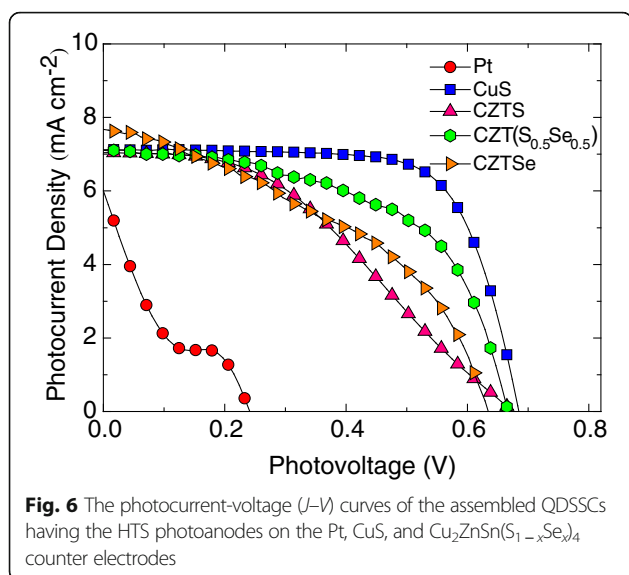 10
8
6
4
2
0
Photocurrent Density (mA cm⁻²)
Pt
CuS
CZTS
CZT(S₀.₅Se₀.₅)
CZTSe
0.0
0.2
0.4
0.6
0.8
Photovoltage (V)
Fig. 6 The photocurrent-voltage (J–V) curves of the assembled QDSSCs
having the HTS photoanodes on the Pt, CuS, and Cu₂ZnSn(S₁₋ₓSeₓ)₄
counter electrodes